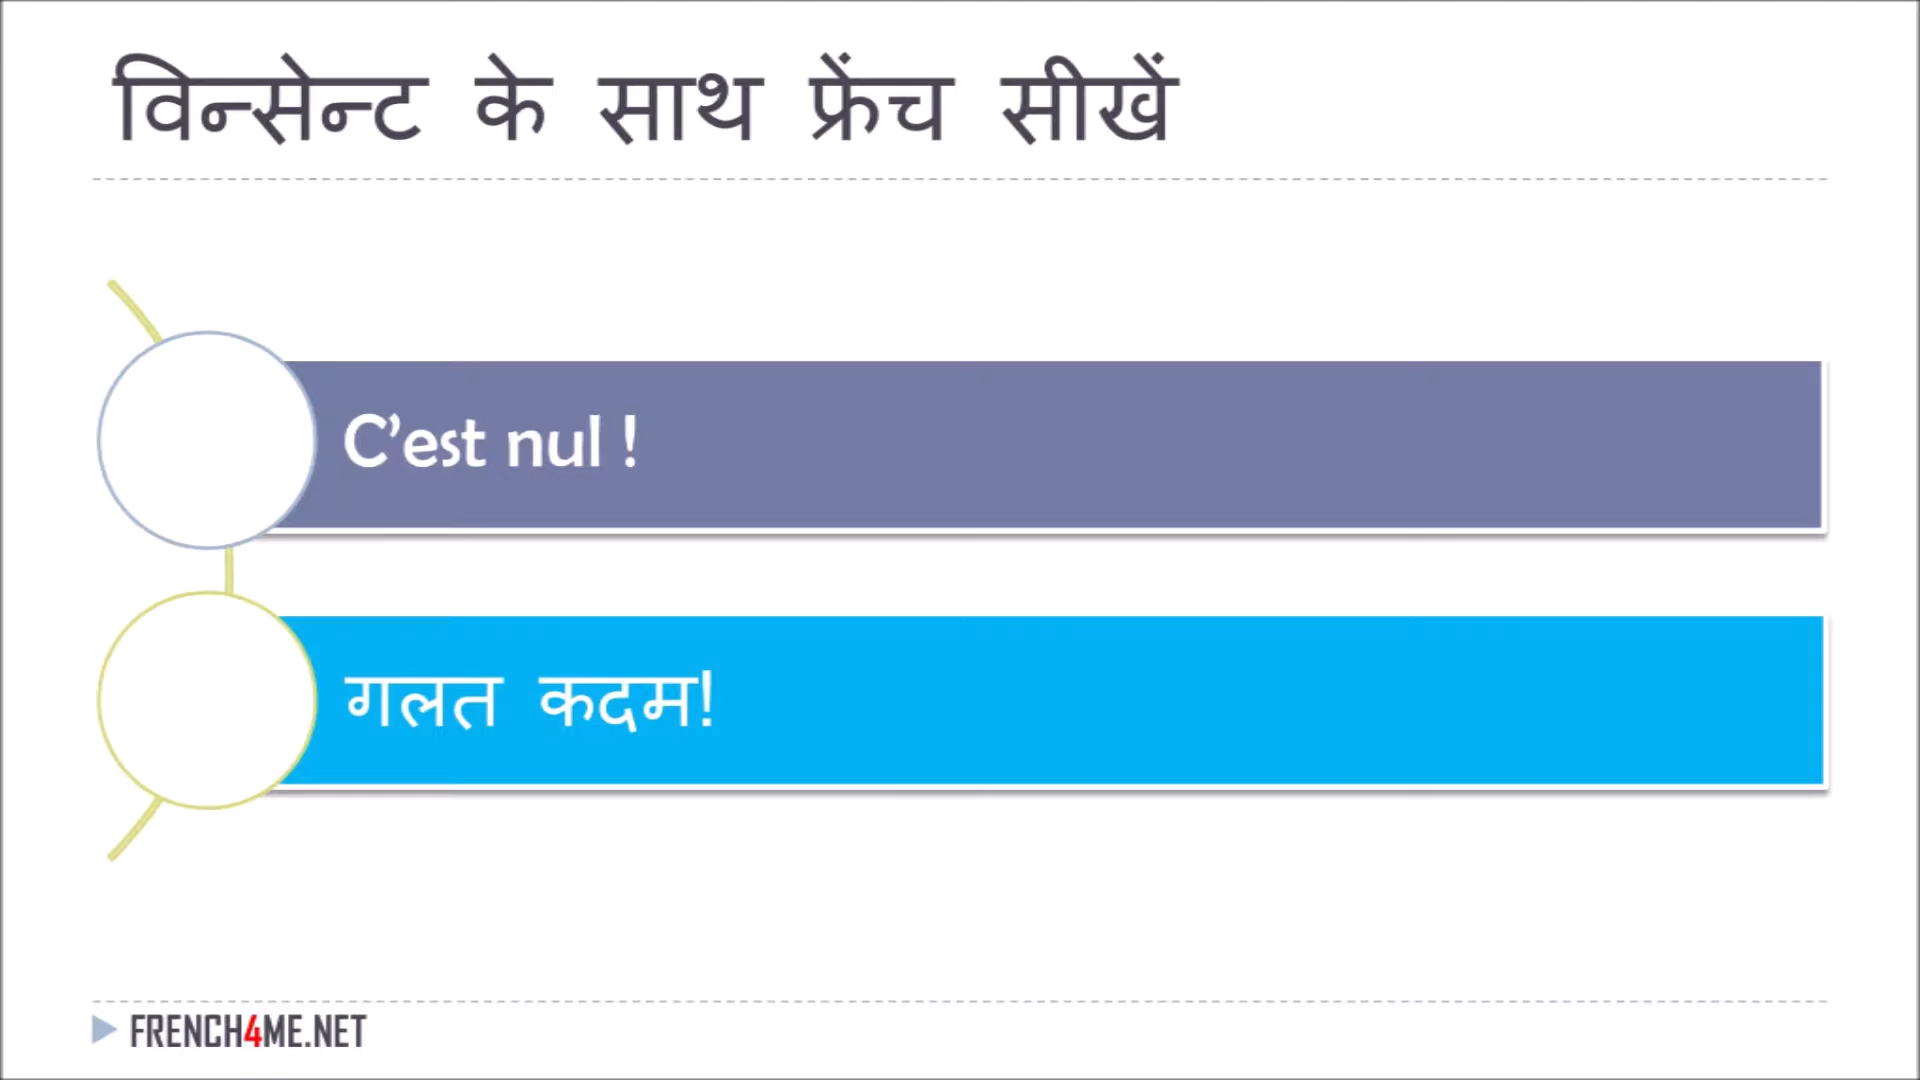 विन्सेन्ट के साथ फ्रेंच सीखें
C’est nul !
गलत कदम!
FRENCH4ME.NET